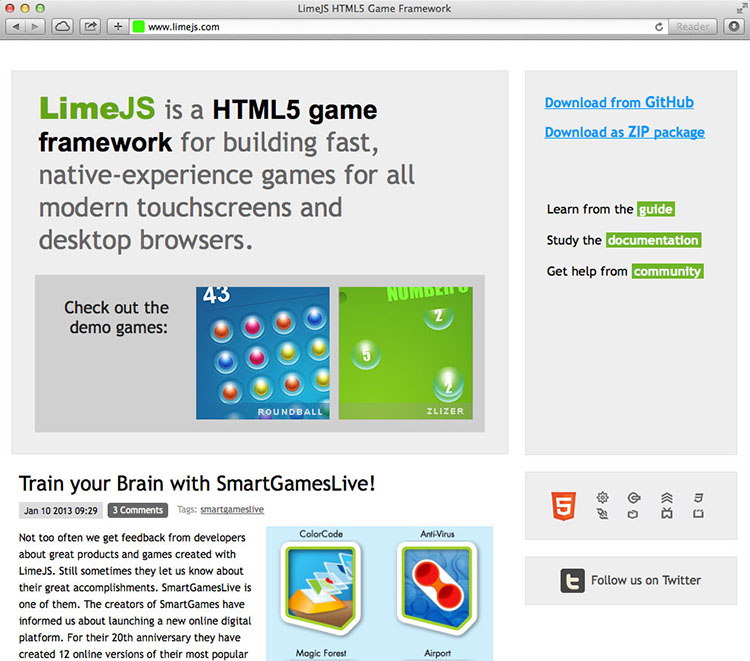 LimeJS HTML5 Game Framework
www.limejs.com
Reader
LimeJS is a HTML5 game
framework for building fast,
native-experience games for all
modern touchscreens and
desktop browsers.
Check out the
demo games:
43
ROUNDBALL
NUMBER
2
5
2
ZLIZER
Download from GitHub
Download as ZIP package
Learn from the guide
Study the documentation
Get help from community
Train your Brain with SmartGamesLive!
Jan 10 2013 09:29
3 Comments
Tags: smartgameslive
Not too often we get feedback from developers
about great products and games created with
LimeJS. Still sometimes they let us know about
their great accomplishments. SmartGamesLive is
one of them. The creators of SmartGames have
informed us about launching a new online digital
platform. For their 20th anniversary they have
created 12 online versions of their most popular
ColorCode
Anti-Virus
Magic Forest
Airport
5
Follow us on Twitter